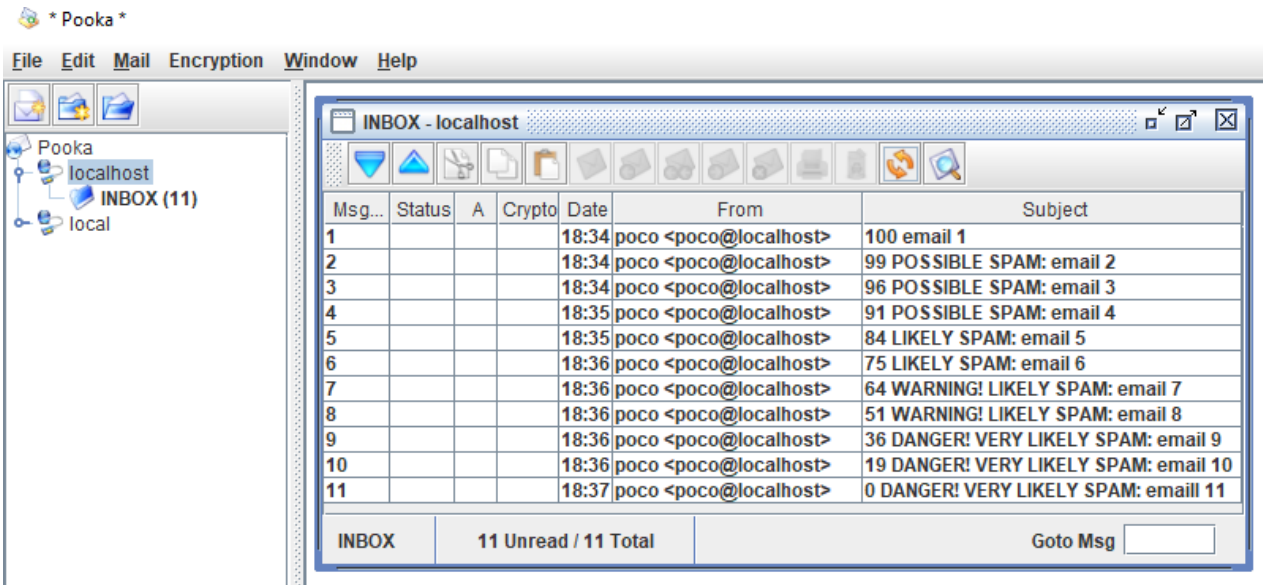 * Pooka *
File Edit Mail Encryption Window Help
INBOX - localhost
Pooka
localhost
INBOX (11)
local
Msg... Status A Crypto Date From Subject
1 18:34 poco <poco@localhost> 100 email 1
2 18:34 poco <poco@localhost> 99 POSSIBLE SPAM: email 2
3 18:34 poco <poco@localhost> 96 POSSIBLE SPAM: email 3
4 18:35 poco <poco@localhost> 91 POSSIBLE SPAM: email 4
5 18:35 poco <poco@localhost> 84 LIKELY SPAM: email 5
6 18:36 poco <poco@localhost> 75 LIKELY SPAM: email 6
7 18:36 poco <poco@localhost> 64 WARNING! LIKELY SPAM: email 7
8 18:36 poco <poco@localhost> 51 WARNING! LIKELY SPAM: email 8
9 18:36 poco <poco@localhost> 36 DANGER! VERY LIKELY SPAM: email 9
10 18:36 poco <poco@localhost> 19 DANGER! VERY LIKELY SPAM: email 10
11 18:37 poco <poco@localhost> 0 DANGER! VERY LIKELY SPAM: emaill 11
INBOX 11 Unread / 11 Total Goto Msg